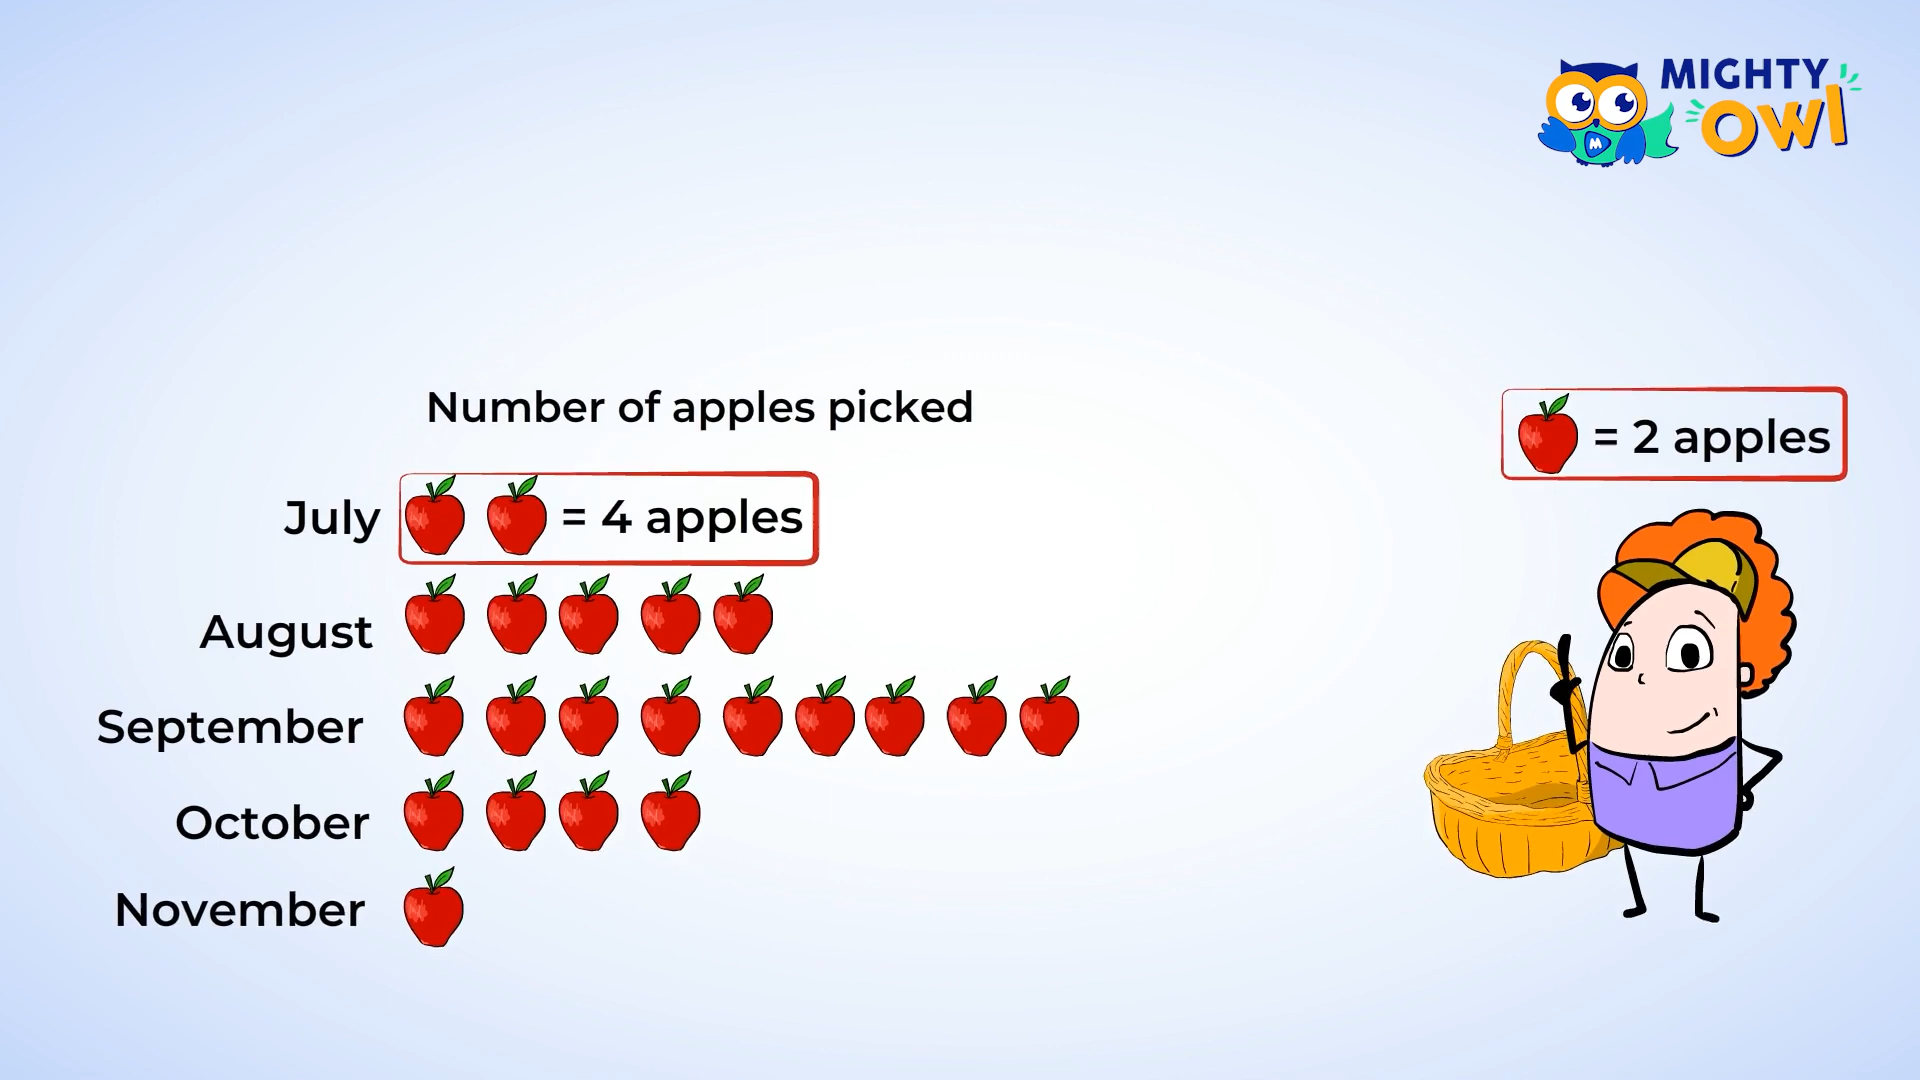 MIGHTY
OWl
Number of apples picked
= 2 apples
July = 4 apples
August
September
October
November